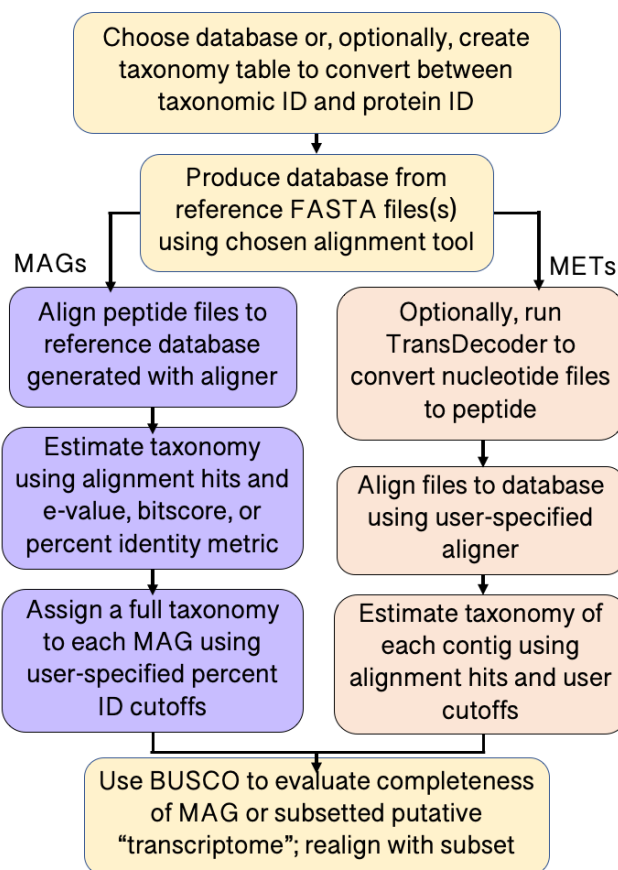 Choose database or, optionally, create
taxonomy table to convert between
taxonomic ID and protein ID
Produce database from
reference FASTA files(s)
using chosen alignment tool
MAGs
METs
Align peptide files to
reference database
generated with aligner
Estimate taxonomy
using alignment hits and
e-value, bitscore, or
percent identity metric
Assign a full taxonomy
to each MAG using
user-specified percent
ID cutoffs
Optionally, run
TransDecoder to
convert nucleotide files
to peptide
Align files to database
using user-specified
aligner
Estimate taxonomy of
each contig using
alignment hits and user
cutoffs
Use BUSCO to evaluate completeness
of MAG or subsetted putative
“transcriptome”; realign with subset